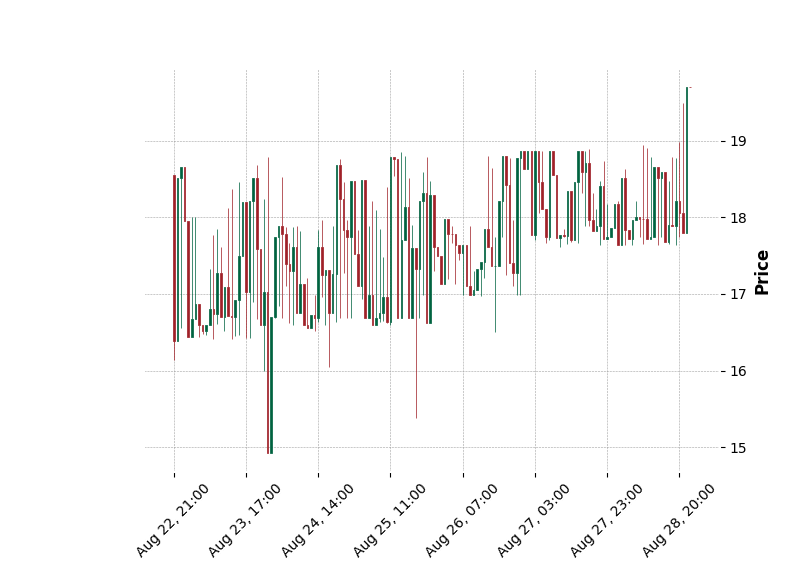 19
18
17
16
15
Price
Aug 22, 21:00
Aug 23, 17:00
Aug 24, 14:00
Aug 25, 11:00
Aug 26, 07:00
Aug 27, 03:00
Aug 27, 23:00
Aug 28, 20:00